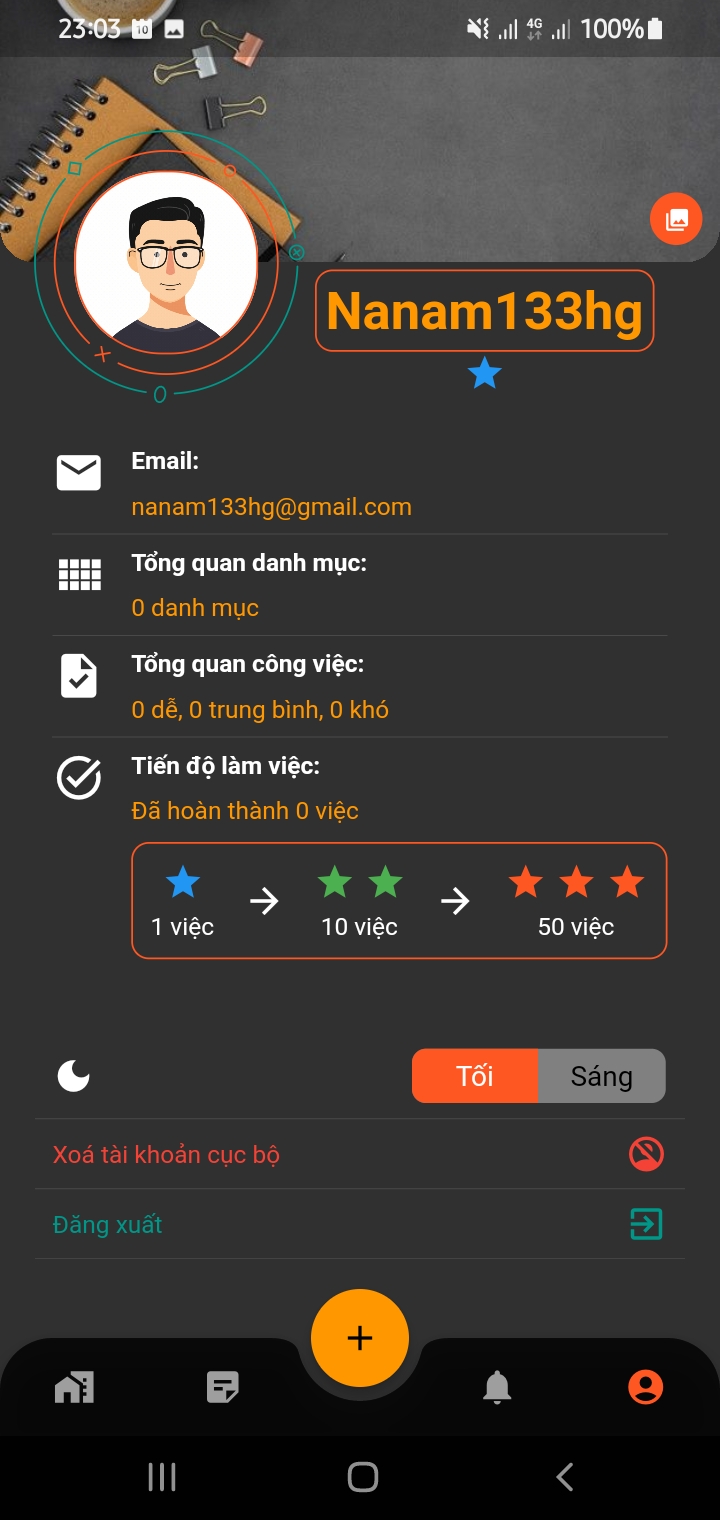 23:03 10 4G 100%
Nanam133hg
Email:
nanam133hg@gmail.com
Tổng quan danh mục:
0 danh mục
Tổng quan công việc:
0 dễ, 0 trung bình, 0 khó
Tiến độ làm việc:
Đã hoàn thành 0 việc
1 việc 10 việc 50 việc
Tối Sáng
Xoá tài khoản cục bộ
Đăng xuất